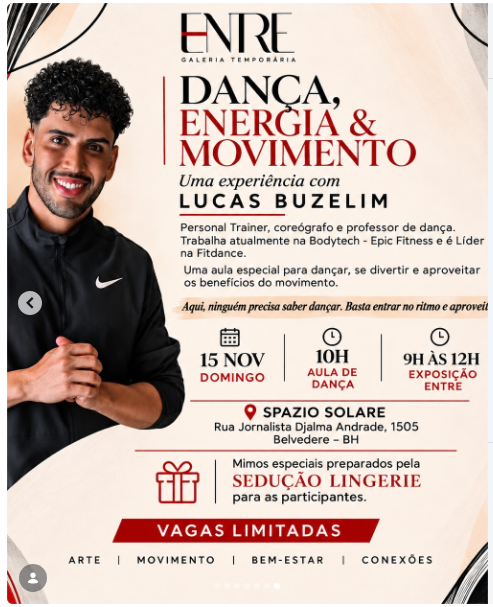 ENTRE
GALERIA TEMPORÁRIA
DANÇA,
ENERGIA &
MOVIMENTO
Uma experiência com
LUCAS BUZELIM
Personal Trainer, coreógrafo e professor de dança.
Trabalha atualmente na Bodytech - Epic Fitness e é Líder
na Fitdance.
Uma aula especial para dançar, se divertir e aproveitar
os benefícios do movimento.
Aqui, ninguém precisa saber dançar. Basta entrar no ritmo e aproveit
15 NOV
DOMINGO
10H
AULA DE
DANÇA
9H ÀS 12H
EXPOSIÇÃO
ENTRE
SPAZIO SOLARE
Rua Jornalista Djalma Andrade, 1505
Belvedere – BH
Mimos especiais preparados pela
SEDUÇÃO LINGERIE
para as participantes.
VAGAS LIMITADAS
ARTE | MOVIMENTO | BEM-ESTAR | CONEXÕES